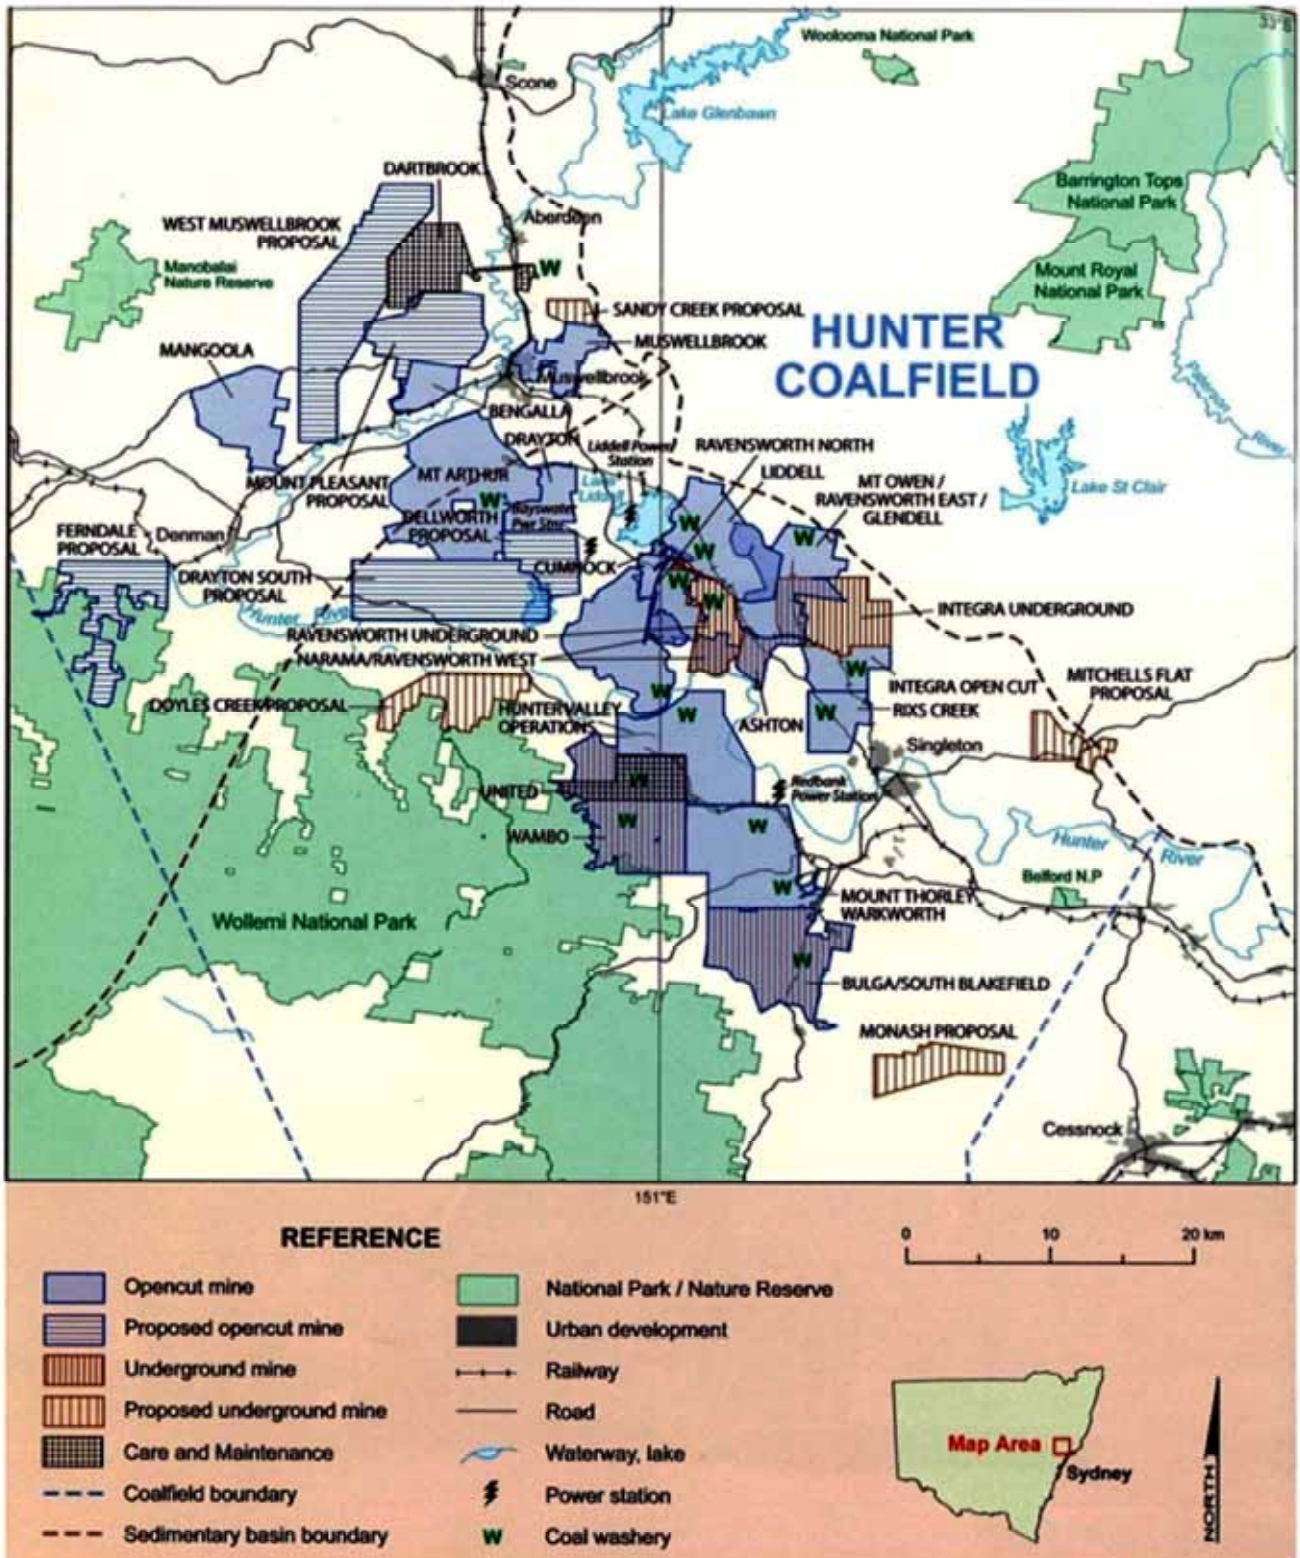 33°S
Woolooma National Park
Scone
Lake Glenbawn
DARTBROOK
Barrington Tops
National Park
WEST MUSWELLBROOK
PROPOSAL
Aberdeen
Manobalai
Nature Reserve
W
Mount Royal
National Park
SANDY CREEK PROPOSAL
HUNTER
COALFIELD
MUSWELLBROOK
MANGOOLA
Muswellbrook
BENGALLA
Paterson
River
DRAYTON
Liddell Power
Station
RAVENSWORTH NORTH
LIDDELL
MOUNT PLEASANT
PROPOSAL
MT ARTHUR
W
Lake
Liddell
MT OWEN /
RAVENSWORTH EAST /
GLENDELL
Lake St Clair
Bayswater
Pwr Stns
DELLWORTH
PROPOSAL
W
W
W
FERNDALE
PROPOSAL
Denman
CUMNOCK
W
W
DRAYTON SOUTH
PROPOSAL
Hunter River
INTEGRA UNDERGROUND
RAVENSWORTH UNDERGROUND
NARAMA/RAVENSWORTH WEST
W
MITCHELLS FLAT
PROPOSAL
INTEGRA OPEN CUT
W
DOYLES CREEK PROPOSAL
HUNTER VALLEY
OPERATIONS
W
ASHTON
W
RIXS CREEK
Singleton
UNITED
W
Redbank
Power Station
WAMBO
W
W
Hunter
River
W
Belford N.P
MOUNT THORLEY
WARKWORTH
Wollemi National Park
W
BULGA/SOUTH BLAKEFIELD
MONASH PROPOSAL
Cessnock
151°E
REFERENCE
0 10 20 km
Opencut mine
National Park / Nature Reserve
Proposed opencut mine
Urban development
Underground mine
Railway
Proposed underground mine
Road
Care and Maintenance
Waterway, lake
Coalfield boundary
Power station
Sedimentary basin boundary
W
Coal washery
Map Area
Sydney
NORTH